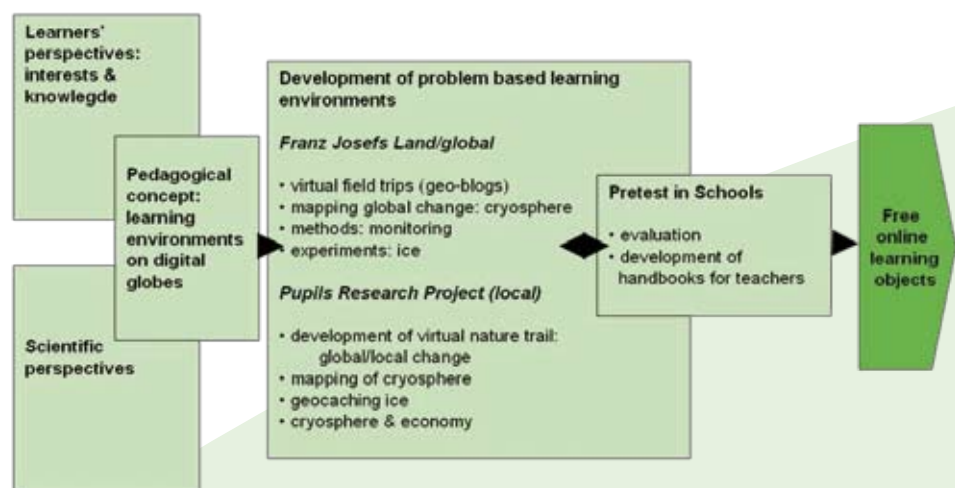 Learners'
perspectives:
interests &
knowlegde
Scientific
perspectives
Pedagogical
concept:
learning
environments
on digital
globes
Development of problem based learning
environments
Franz Josefs Land/global
• virtual field trips (geo-blogs)
• mapping global change: cryosphere
• methods: monitoring
• experiments: ice
Pupils Research Project (local)
• development of virtual nature trail:
global/local change
• mapping of cryosphere
• geocaching ice
• cryosphere & economy
Pretest in Schools
• evaluation
• development of
handbooks for teachers
Free
online
learning
objects